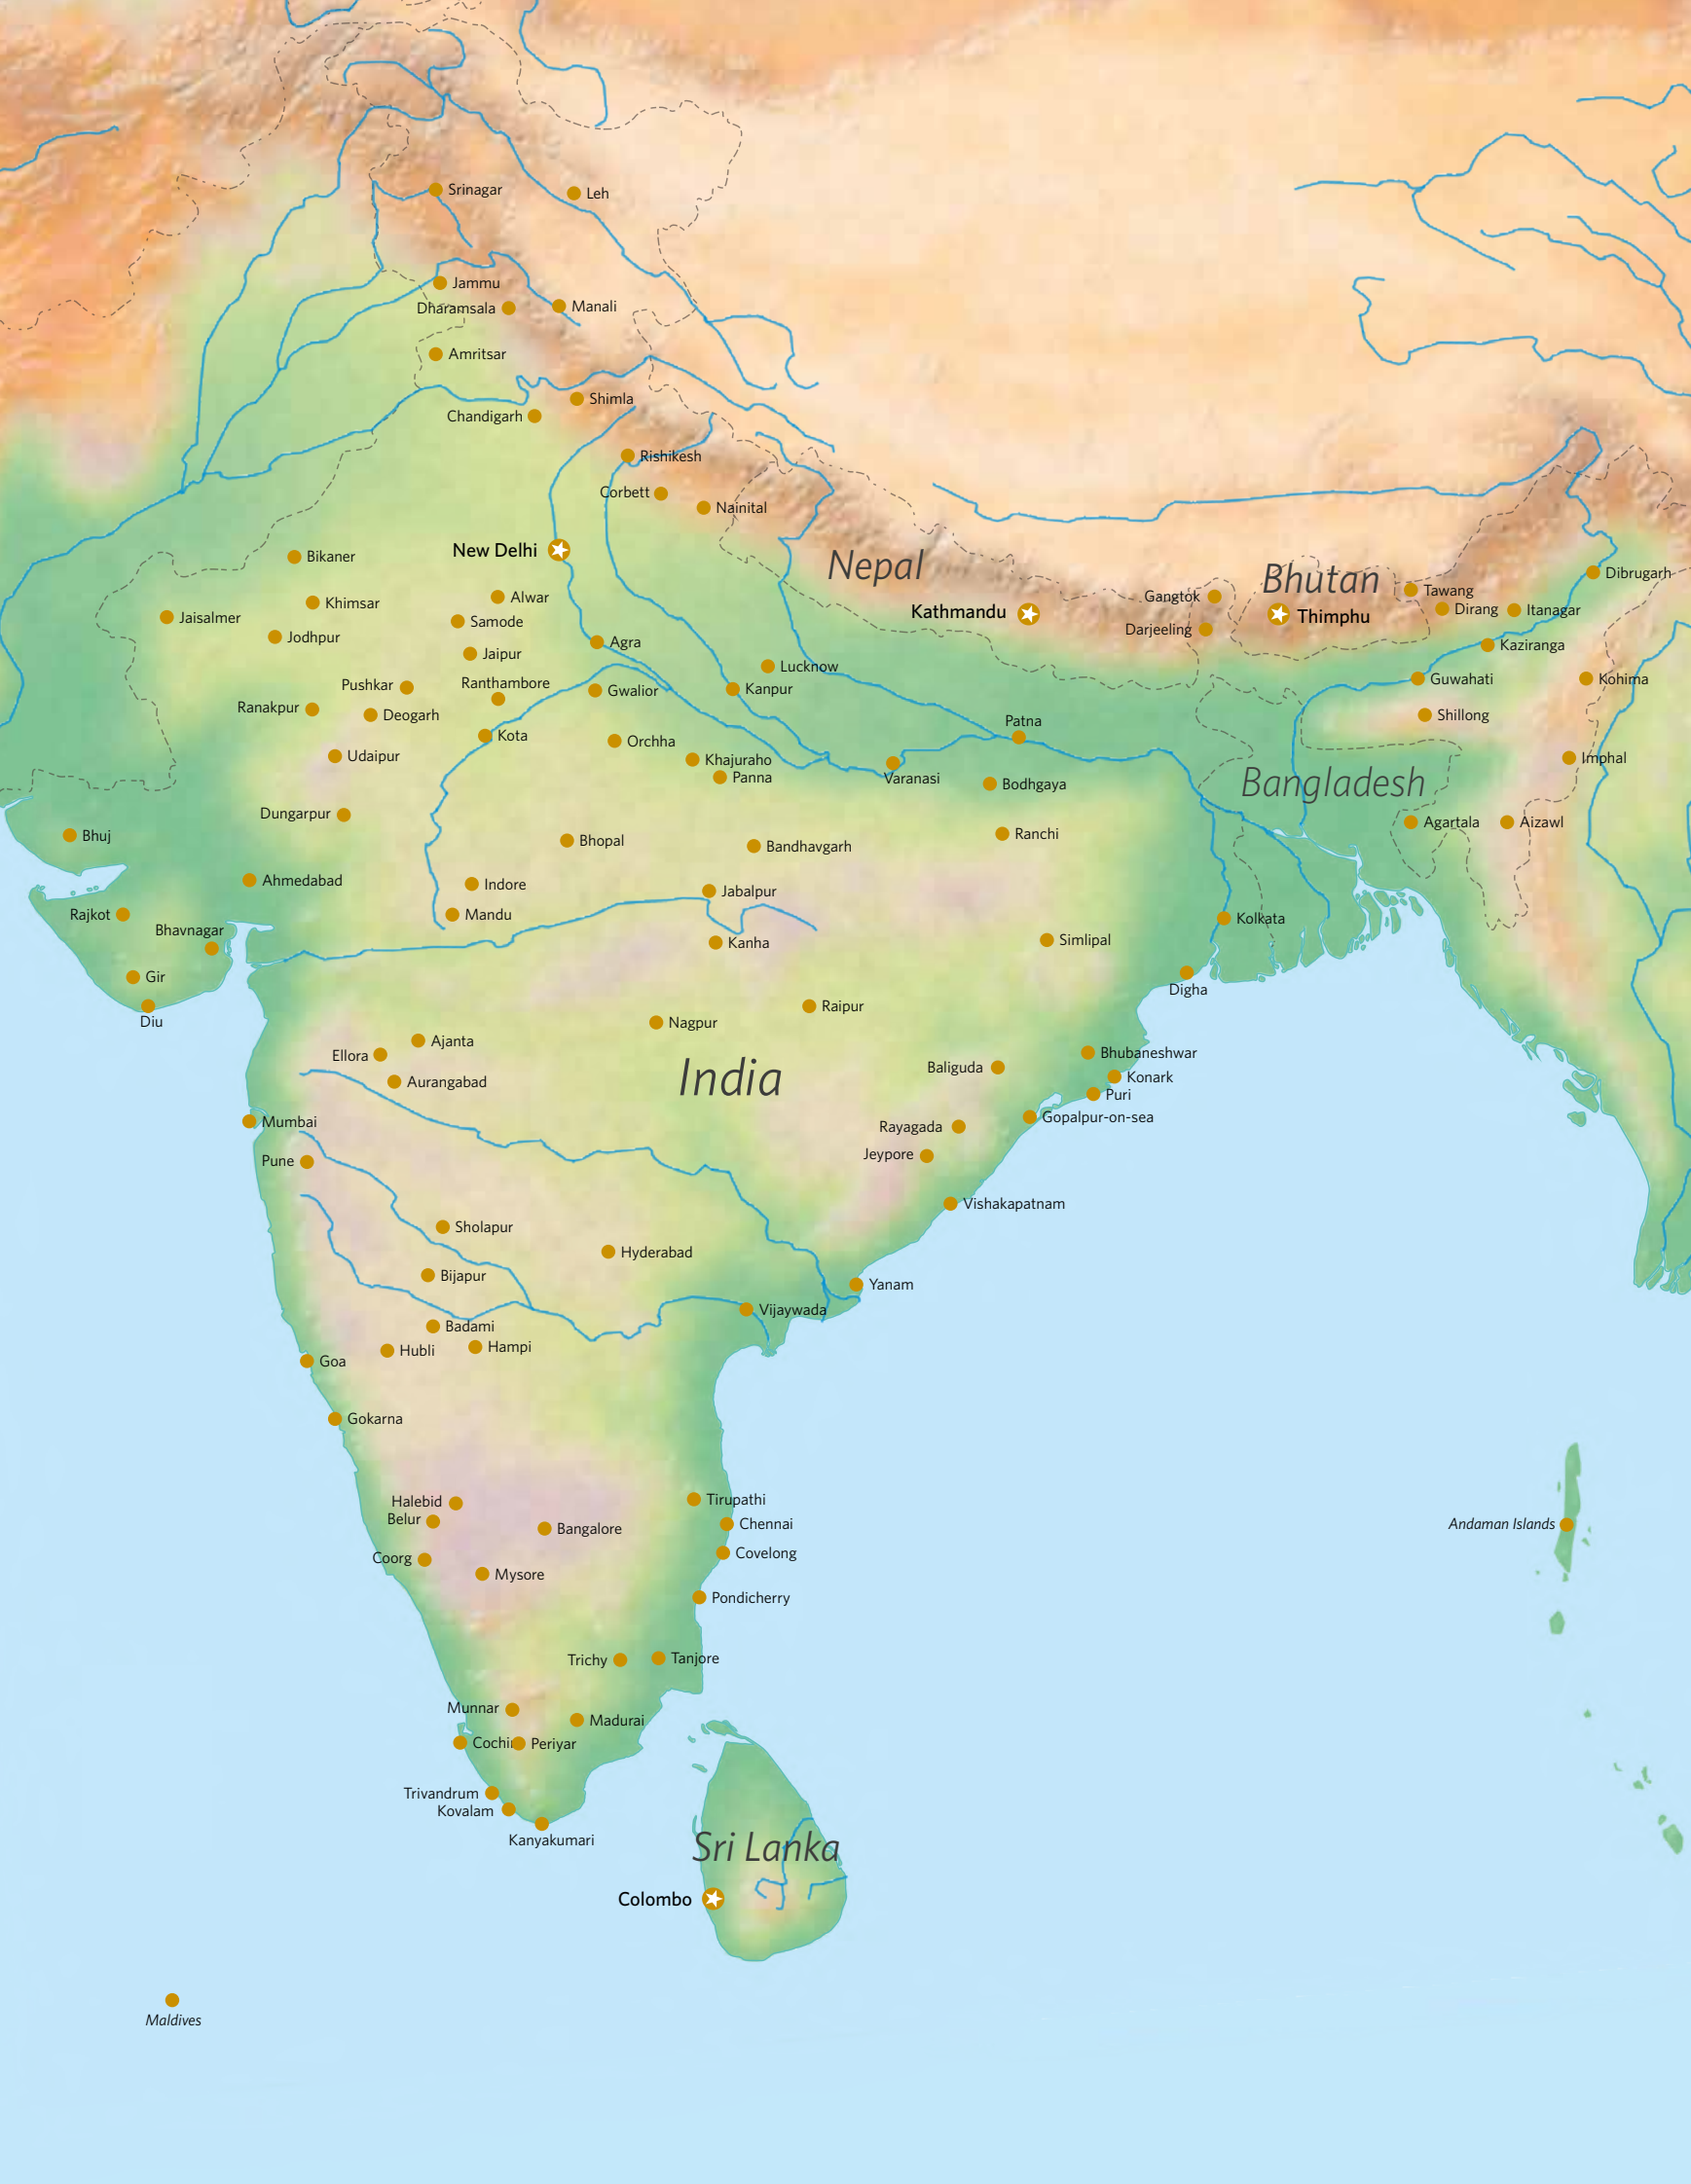 Srinagar
Leh
Jammu
Dharamsala
Manali
Amritsar
Shimla
Chandigarh
Rishikesh
Corbett
Nainital
New Delhi
Bikaner
Nepal
Bhutan
Dibrugarh
Alwar
Khimsar
Gangtok
Tawang
Jaisalmer
Samode
Kathmandu
Thimphu
Dirang
Itanagar
Jodhpur
Agra
Darjeeling
Kaziranga
Jaipur
Lucknow
Pushkar
Ranthambore
Gwalior
Kanpur
Guwahati
Kohima
Ranakpur
Deogarh
Patna
Shillong
Kota
Orchha
Udaipur
Khajuraho
Imphal
Panna
Varanasi
Bodhgaya
Bangladesh
Dungarpur
Agartala
Aizawl
Bhuj
Bhopal
Bandhavgarh
Ranchi
Ahmedabad
Indore
Jabalpur
Rajkot
Mandu
Kolkata
Bhavnagar
Kanha
Simlipal
Gir
Digha
Diu
Raipur
Nagpur
Ajanta
Ellora
Bhubaneshwar
Baliguda
Aurangabad
India
Konark
Puri
Mumbai
Gopalpur-on-sea
Rayagada
Pune
Jeypore
Vishakapatnam
Sholapur
Hyderabad
Bijapur
Yanam
Vijaywada
Badami
Hubli
Hampi
Goa
Gokarna
Halebid
Tirupathi
Belur
Bangalore
Chennai
Andaman Islands
Coorg
Covelong
Mysore
Pondicherry
Trichy
Tanjore
Munnar
Madurai
Periyar
Trivandrum
Kovalam
Kanyakumari
Sri Lanka
Colombo
Maldives